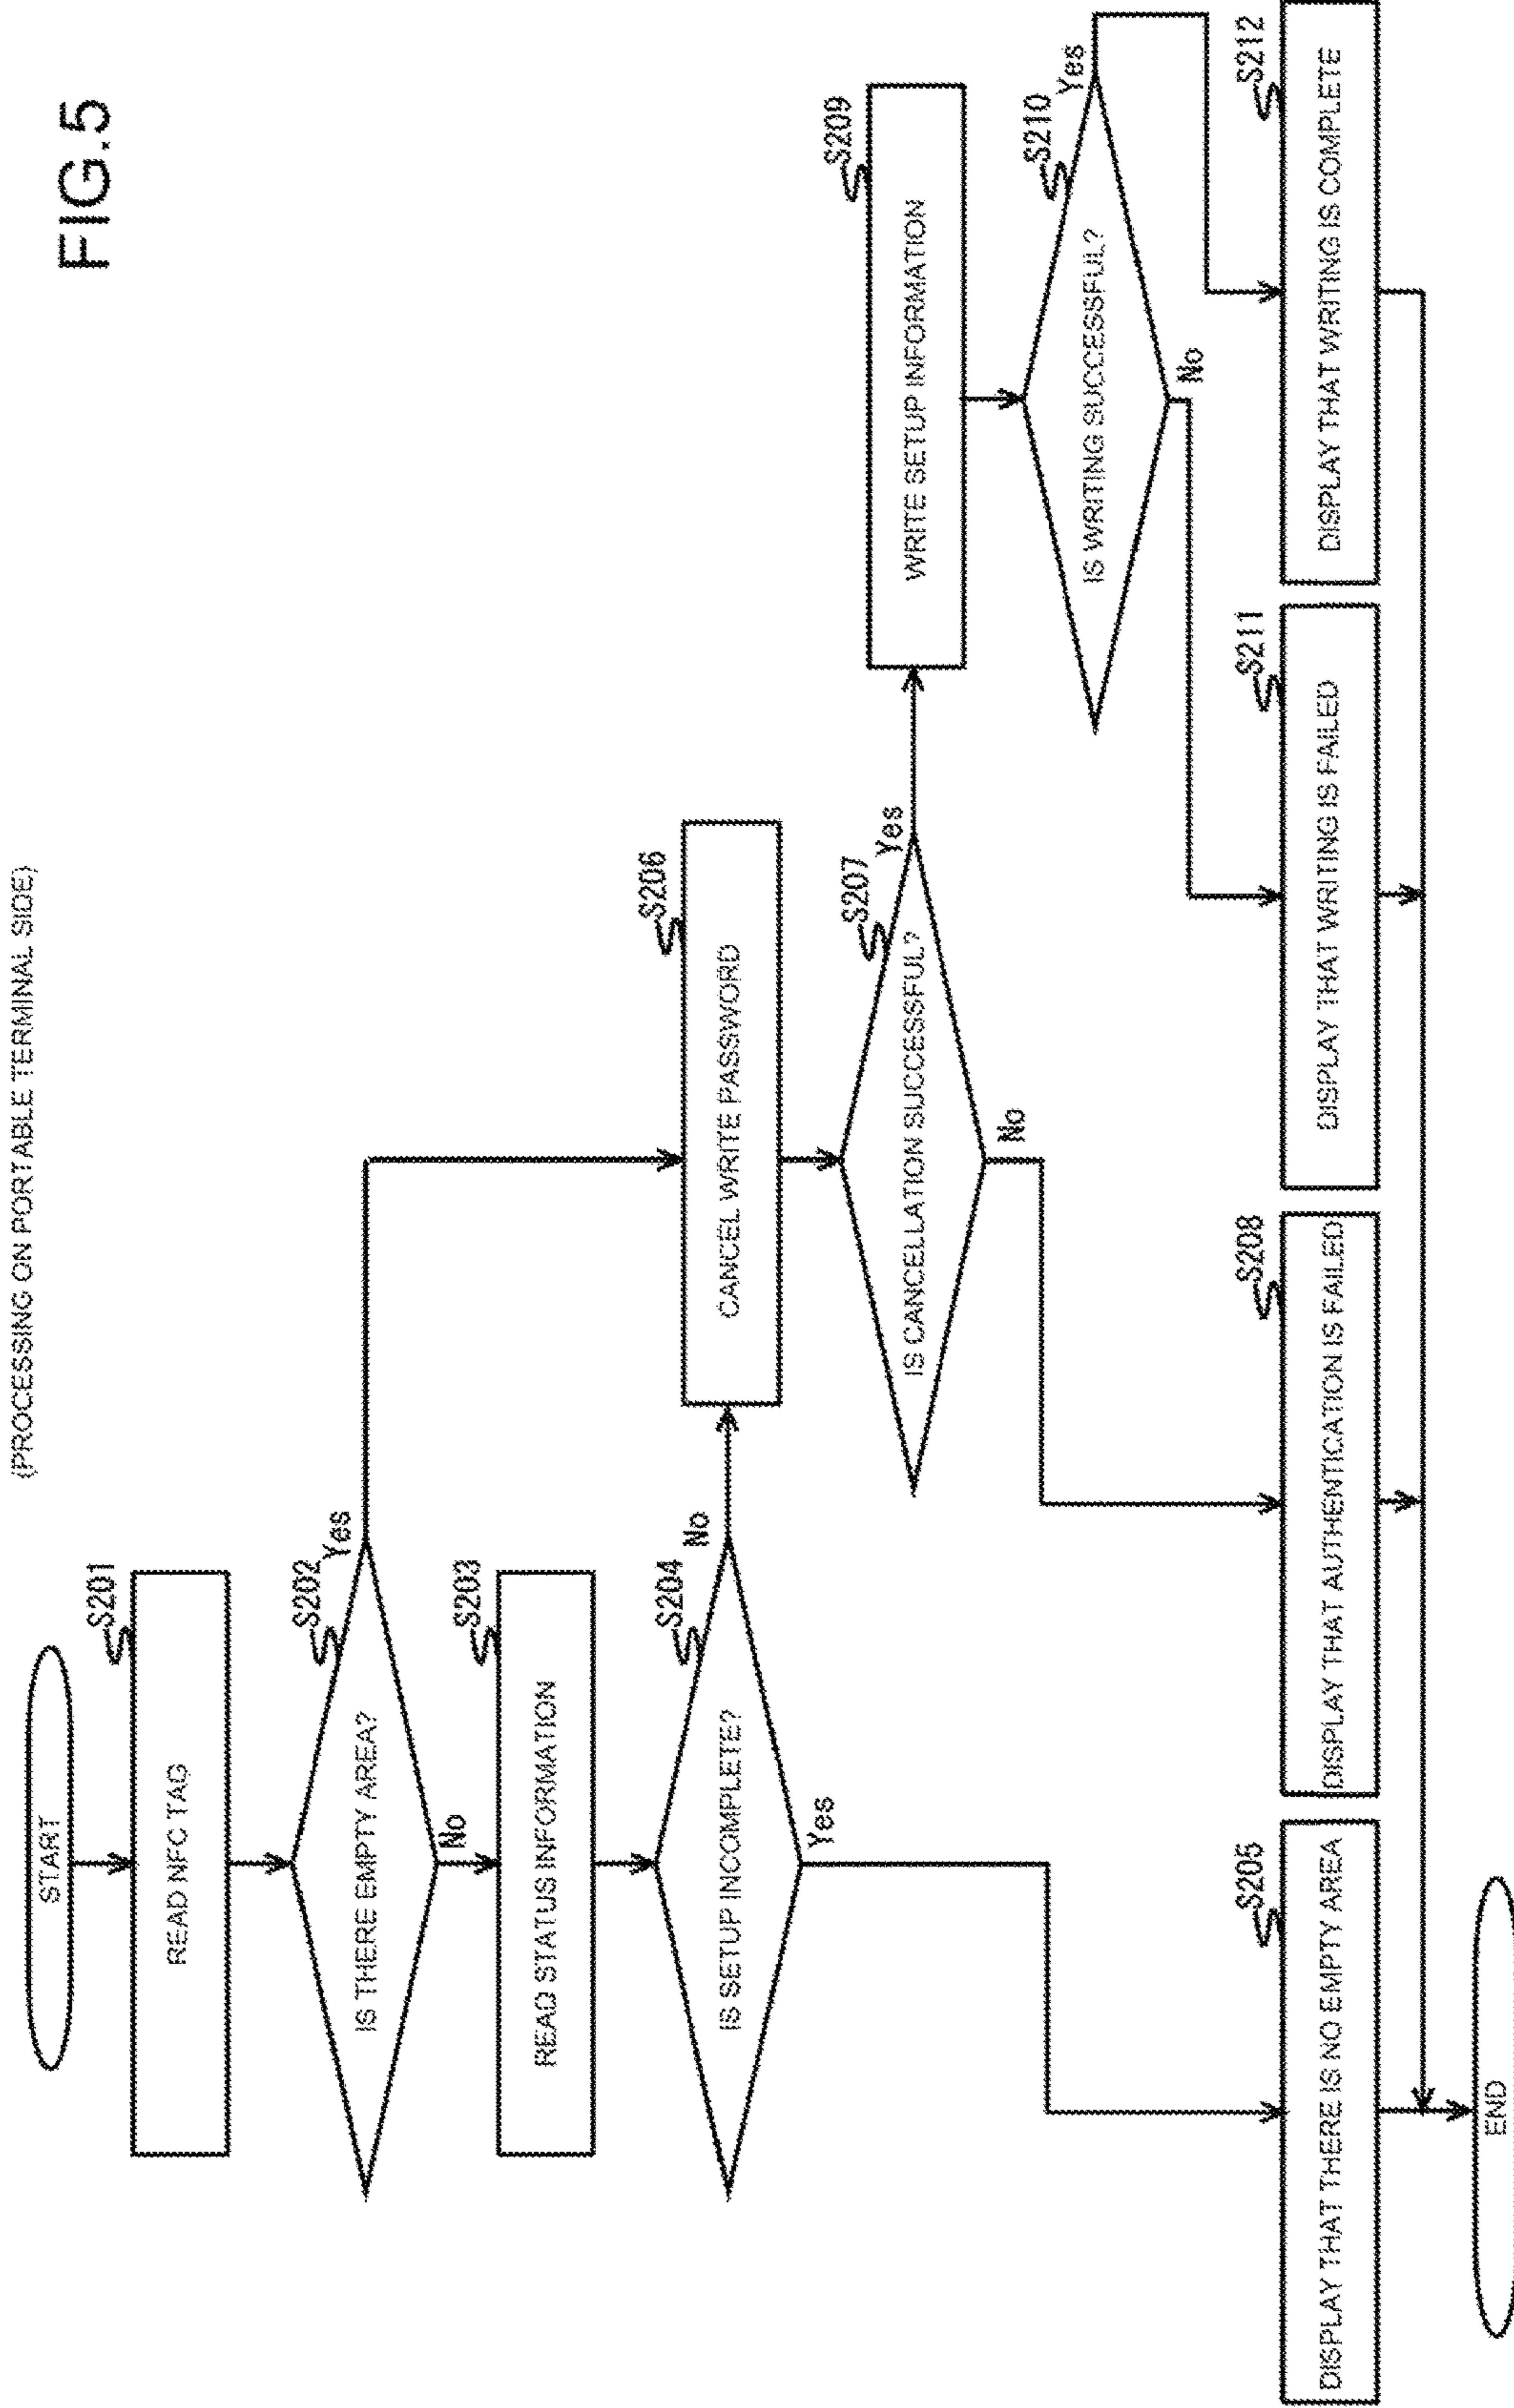 FIG.5
(PROCESSING ON PORTABLE TERMINAL SIDE)
START
S201
READ NFC TAG
S202
IS THERE EMPTY AREA?
Yes
No
S203
READ STATUS INFORMATION
S204
IS SETUP INCOMPLETE?
No
Yes
S206
CANCEL WRITE PASSWORD
S207
IS CANCELLATION SUCCESSFUL?
Yes
No
S209
WRITE SETUP INFORMATION
S210
IS WRITING SUCCESSFUL?
Yes
No
S205
DISPLAY THAT THERE IS NO EMPTY AREA
S208
DISPLAY THAT AUTHENTICATION IS FAILED
S211
DISPLAY THAT WRITING IS FAILED
S212
DISPLAY THAT WRITING IS COMPLETE
END